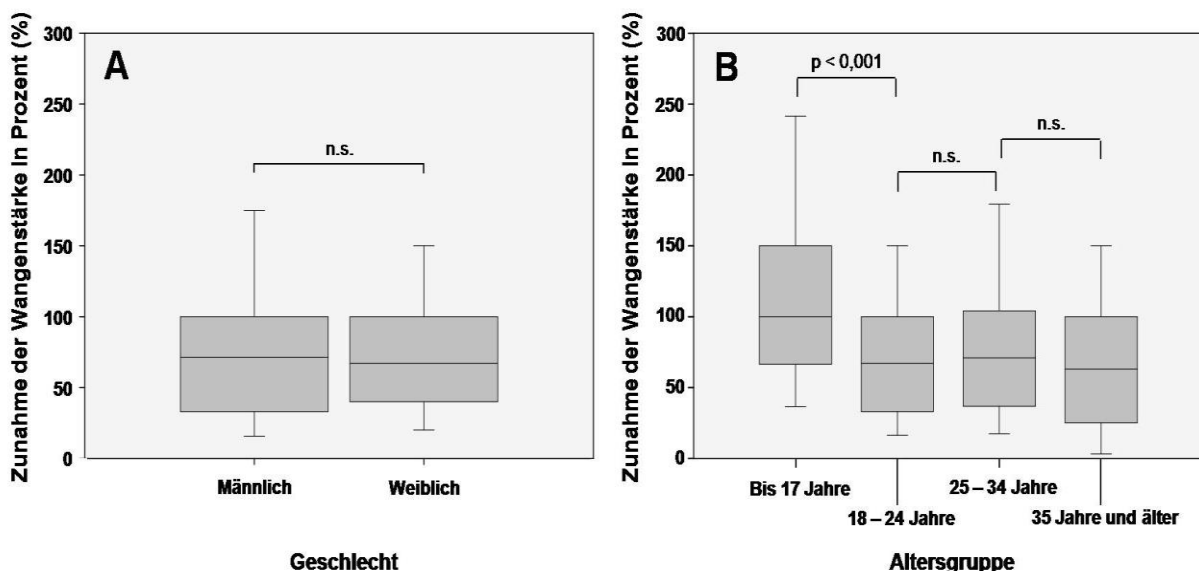 Zunahme der Wangenstärke in Prozent (%)
300
250
200
150
100
50
0
A
n.s.
Männlich
Weiblich
Geschlecht
Zunahme der Wangenstärke in Prozent (%)
300
250
200
150
100
50
0
B
p < 0,001
n.s.
n.s.
Bis 17 Jahre
25 – 34 Jahre
18 – 24 Jahre
35 Jahre und älter
Altersgruppe